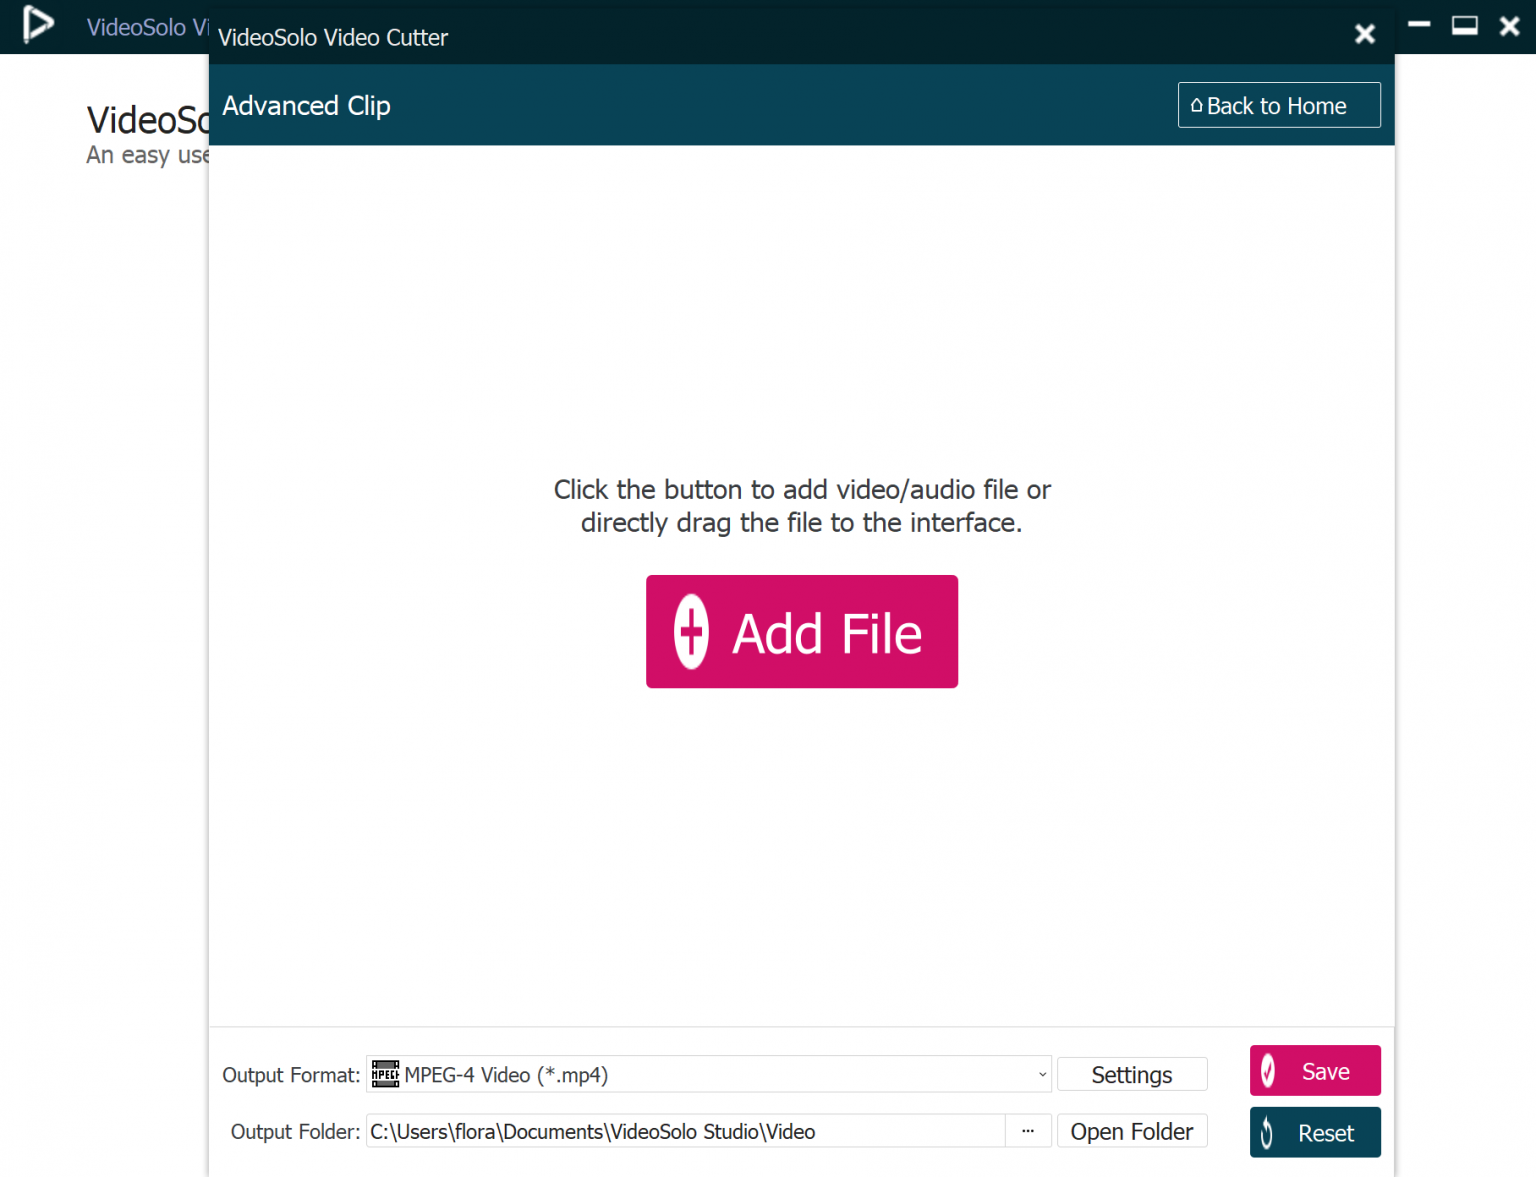 VideoSolo Vi
VideoSolo Video Cutter
VideoSo
An easy use
Advanced Clip
Back to Home
Click the button to add video/audio file or
directly drag the file to the interface.
Add File
Output Format: MPEG MPEG-4 Video (*.mp4) Settings
Save
Output Folder: C:\Users\flora\Documents\VideoSolo Studio\Video ... Open Folder
Reset